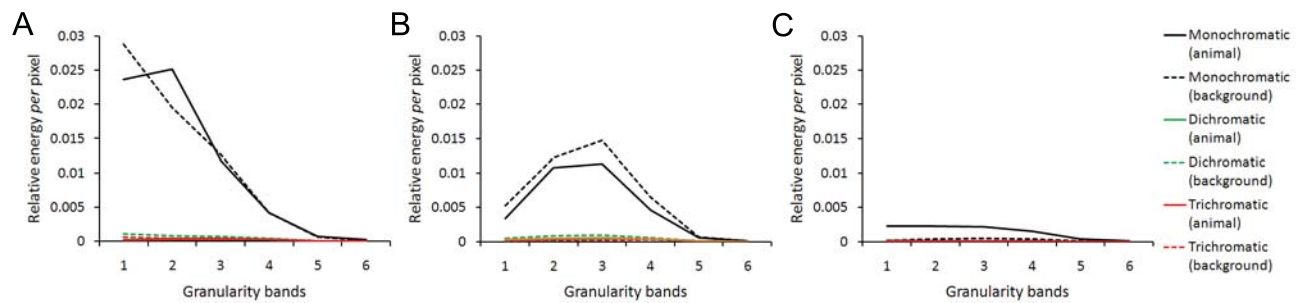 A
Relative energy per pixel
0.03
0.025
0.02
0.015
0.01
0.005
0
1 2 3 4 5 6
Granularity bands
B
Relative energy per pixel
0.03
0.025
0.02
0.015
0.01
0.005
0
1 2 3 4 5 6
Granularity bands
C
Relative energy per pixel
0.03
0.025
0.02
0.015
0.01
0.005
0
1 2 3 4 5 6
Granularity bands
Monochromatic
(animal)
Monochromatic
(background)
Dichromatic
(animal)
Dichromatic
(background)
Trichromatic
(animal)
Trichromatic
(background)